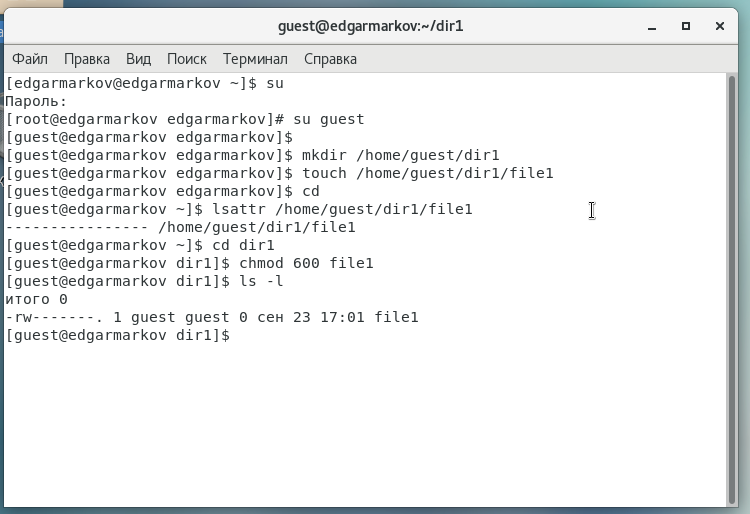 guest@edgarmarkov:~/dir1
Файл Правка Вид Поиск Терминал Справка
[edgarmarkov@edgarmarkov ~]$ su
Пароль:
[root@edgarmarkov edgarmarkov]# su guest
[guest@edgarmarkov edgarmarkov]$
[guest@edgarmarkov edgarmarkov]$ mkdir /home/guest/dir1
[guest@edgarmarkov edgarmarkov]$ touch /home/guest/dir1/file1
[guest@edgarmarkov edgarmarkov]$ cd
[guest@edgarmarkov ~]$ lsattr /home/guest/dir1/file1
---------------- /home/guest/dir1/file1
[guest@edgarmarkov ~]$ cd dir1
[guest@edgarmarkov dir1]$ chmod 600 file1
[guest@edgarmarkov dir1]$ ls -l
итого 0
-rw-------. 1 guest guest 0 сен 23 17:01 file1
[guest@edgarmarkov dir1]$